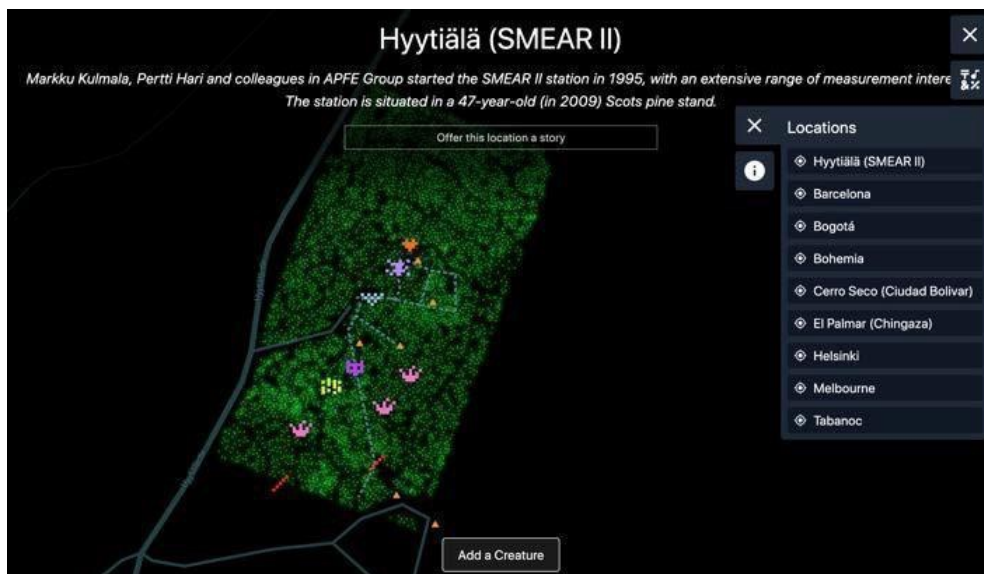 Hyytiälä (SMEAR II)
Markku Kulmala, Pertti Hari and colleagues in APFE Group started the SMEAR II station in 1995, with an extensive range of measurement intere
The station is situated in a 47-year-old (in 2009) Scots pine stand.
Offer this location a story
Locations
Hyytiälä (SMEAR II)
Barcelona
Bogotá
Bohemia
Cerro Seco (Ciudad Bolivar)
El Palmar (Chingaza)
Helsinki
Melbourne
Tabanoc
Add a Creature